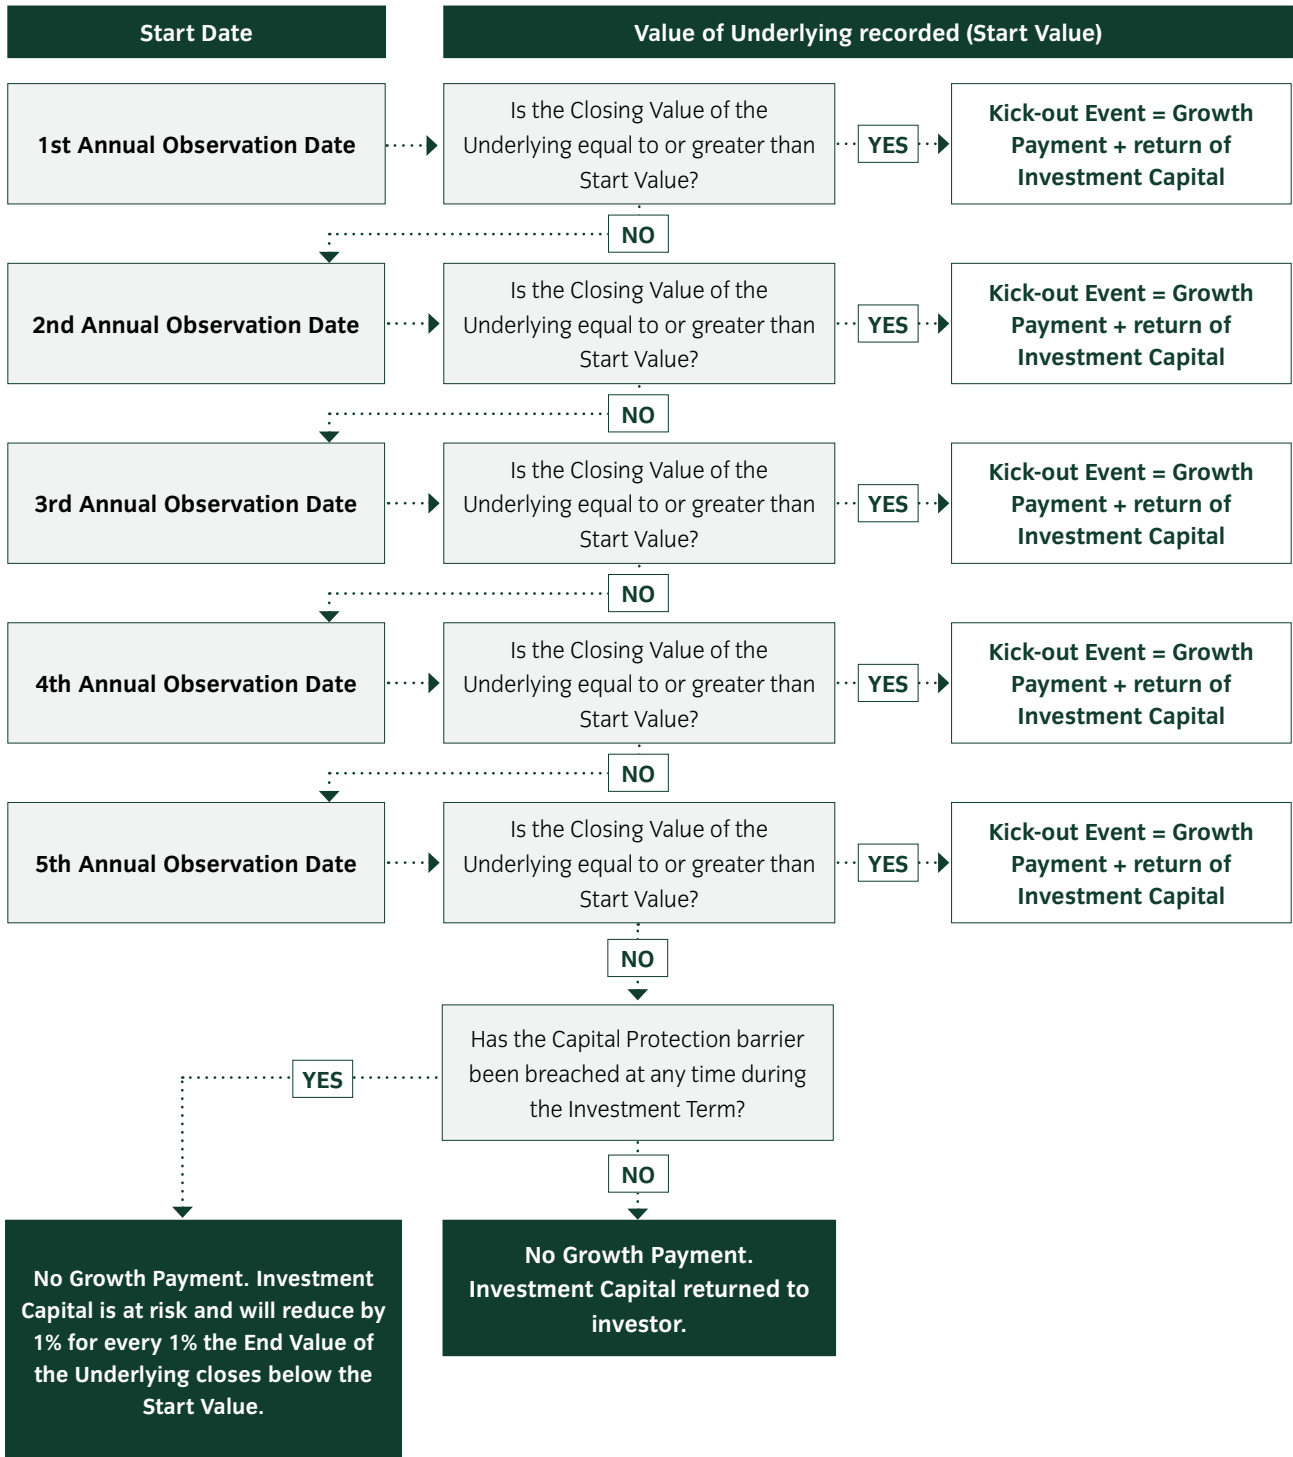 Start Date
Value of Underlying recorded (Start Value)
1st Annual Observation Date
Is the Closing Value of the
Underlying equal to or greater than
Start Value?
YES
Kick-out Event = Growth
Payment + return of
Investment Capital
NO
2nd Annual Observation Date
Is the Closing Value of the
Underlying equal to or greater than
Start Value?
YES
Kick-out Event = Growth
Payment + return of
Investment Capital
NO
3rd Annual Observation Date
Is the Closing Value of the
Underlying equal to or greater than
Start Value?
YES
Kick-out Event = Growth
Payment + return of
Investment Capital
NO
4th Annual Observation Date
Is the Closing Value of the
Underlying equal to or greater than
Start Value?
YES
Kick-out Event = Growth
Payment + return of
Investment Capital
NO
5th Annual Observation Date
Is the Closing Value of the
Underlying equal to or greater than
Start Value?
YES
Kick-out Event = Growth
Payment + return of
Investment Capital
NO
Has the Capital Protection barrier
been breached at any time during
the Investment Term?
YES
NO
No Growth Payment. Investment
Capital is at risk and will reduce by
1% for every 1% the End Value of
the Underlying closes below the
Start Value.
No Growth Payment.
Investment Capital returned to
investor.